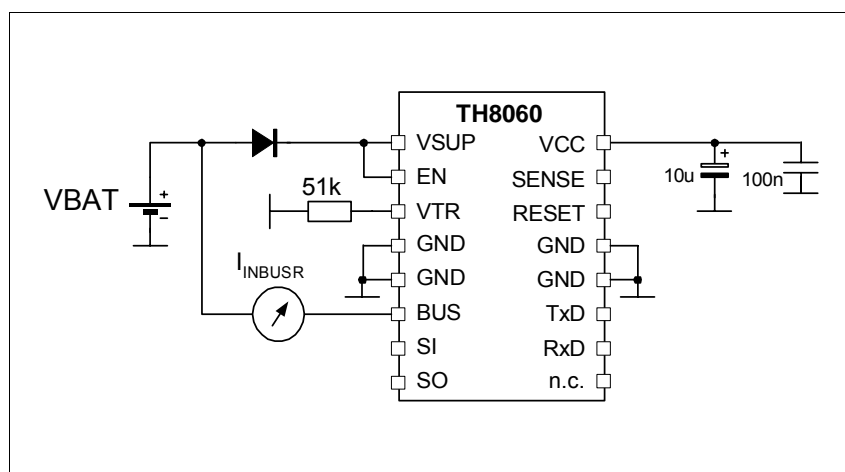 TH8060
VSUP VCC
EN SENSE
VTR RESET
GND GND
GND GND
BUS TxD
SI RxD
SO n.c.
VBAT
+
−
51k
I INBUSR
+
10u
100n